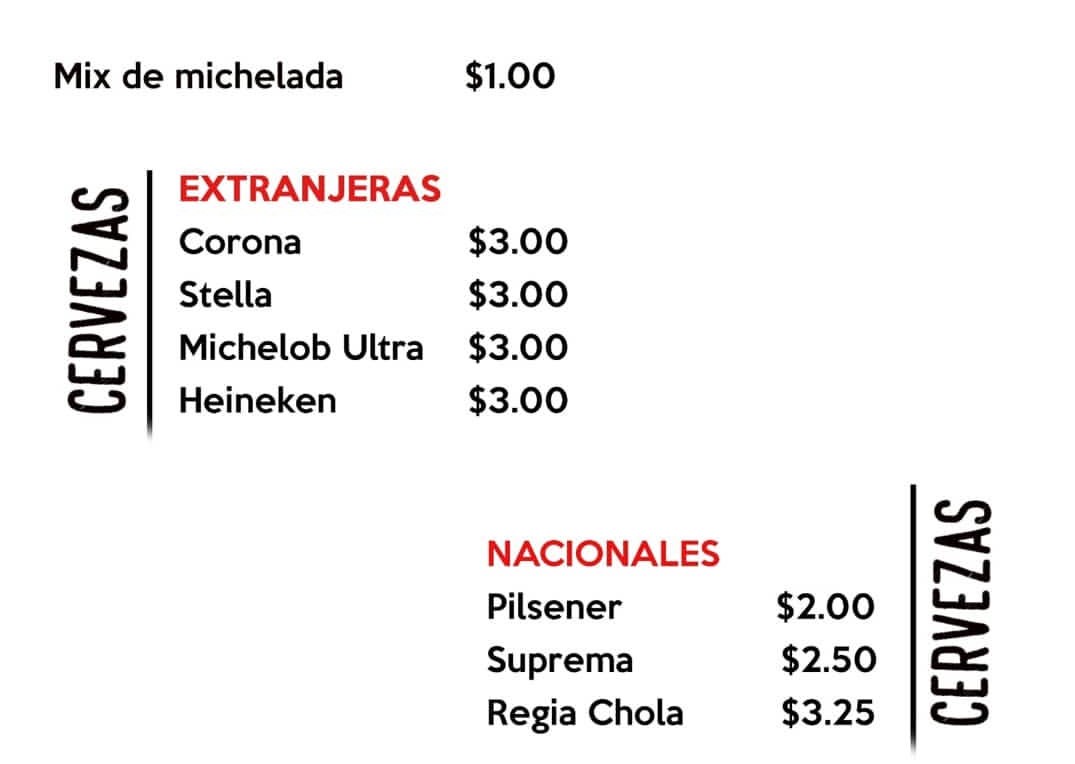 Mix de michelada $1.00
CERVEZAS
EXTRANJERAS
Corona $3.00
Stella $3.00
Michelob Ultra $3.00
Heineken $3.00
NACIONALES
Pilsener $2.00
Suprema $2.50
Regia Chola $3.25
CERVEZAS